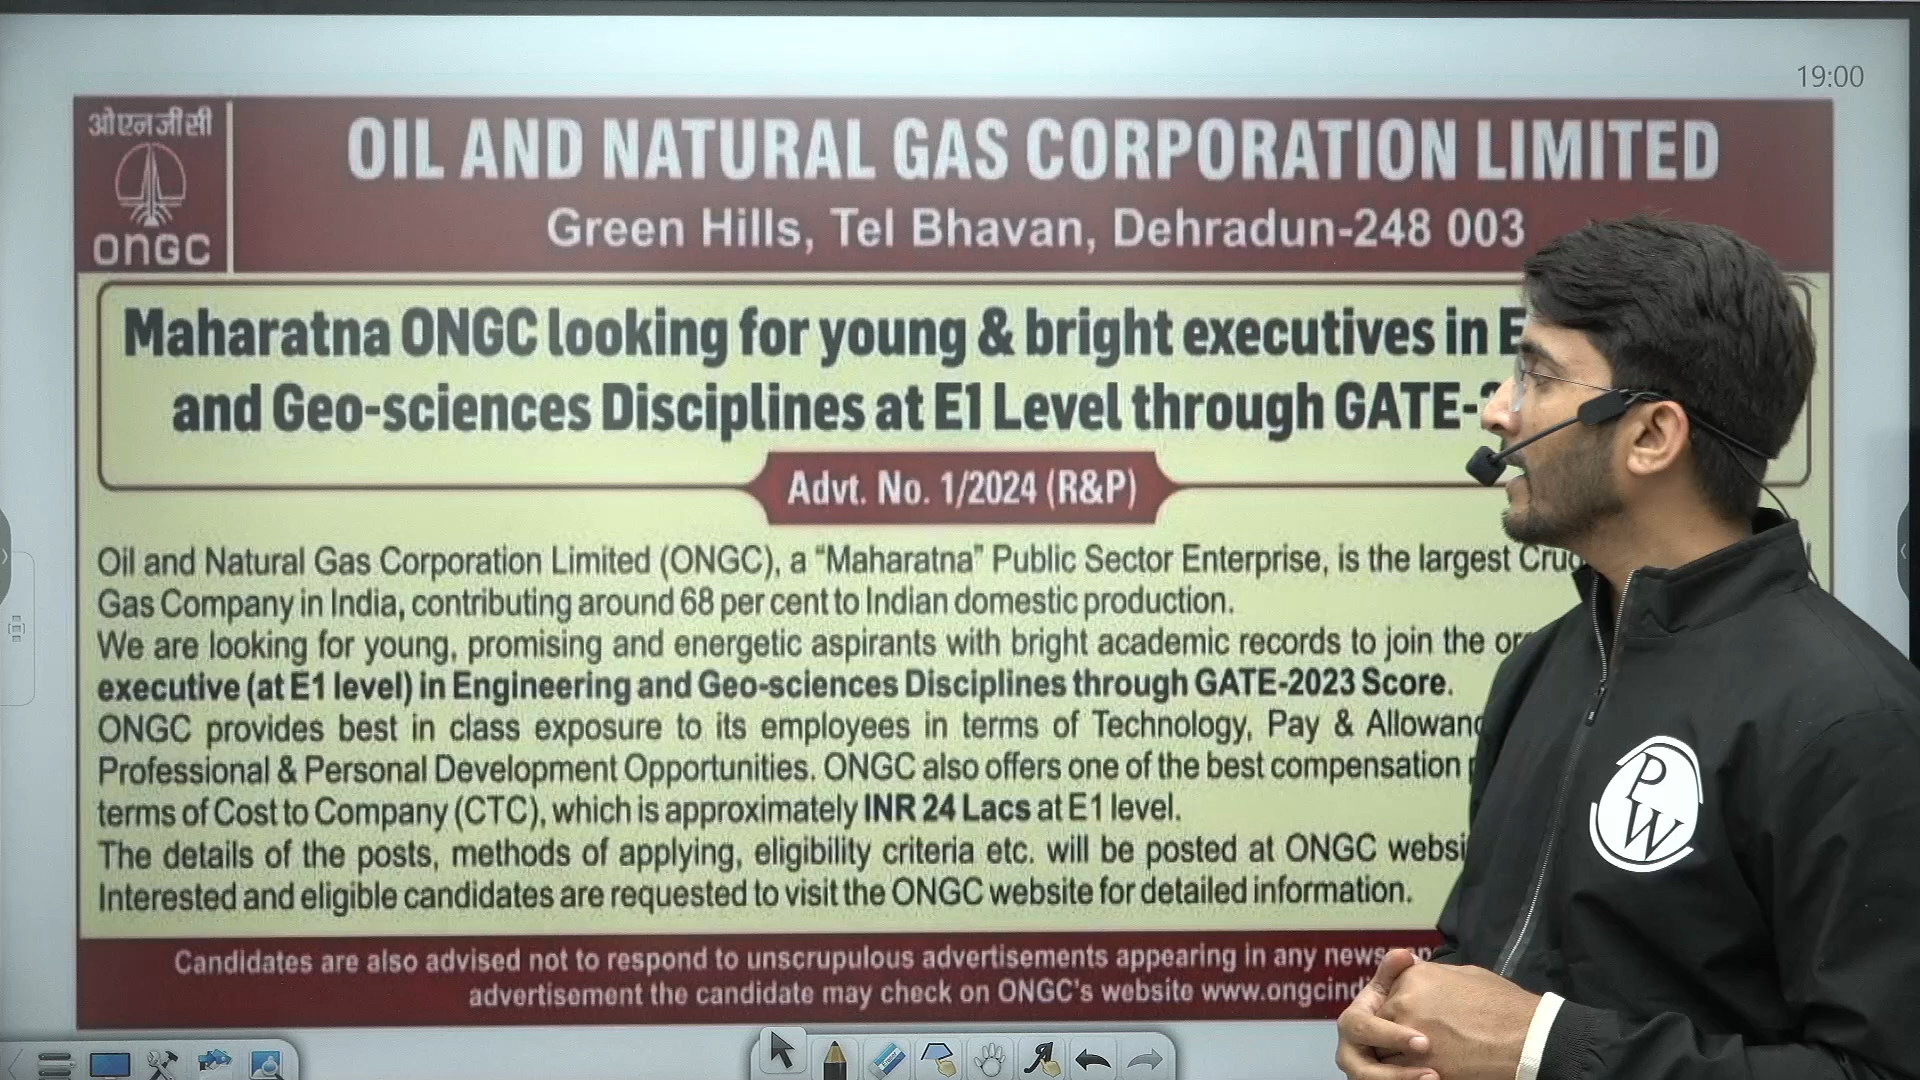 19:00
ओएनजीसी
ONGC
OIL AND NATURAL GAS CORPORATION LIMITED
Green Hills, Tel Bhavan, Dehradun-248 003
Maharatna ONGC looking for young & bright executives in
and Geo-sciences Disciplines at E1 Level through GATE-
Advt. No. 1/2024 (R&P)
Oil and Natural Gas Corporation Limited (ONGC), a “Maharatna” Public Sector Enterprise, is the largest
Gas Company in India, contributing around 68 per cent to Indian domestic production.
We are looking for young, promising and energetic aspirants with bright academic records to join the
executive (at E1 level) in Engineering and Geo-sciences Disciplines through GATE-2023 Score.
ONGC provides best in class exposure to its employees in terms of Technology, Pay &
Professional & Personal Development Opportunities. ONGC also offers one of the best compensation
terms of Cost to Company (CTC), which is approximately INR 24 Lacs at E1 level.
The details of the posts, methods of applying, eligibility criteria etc. will be posted at ONGC
Interested and eligible candidates are requested to visit the ONGC website for detailed information.
Candidates are also advised not to respond to unscrupulous advertisements appearing in any
advertisement the candidate may check on ONGC's website
PW